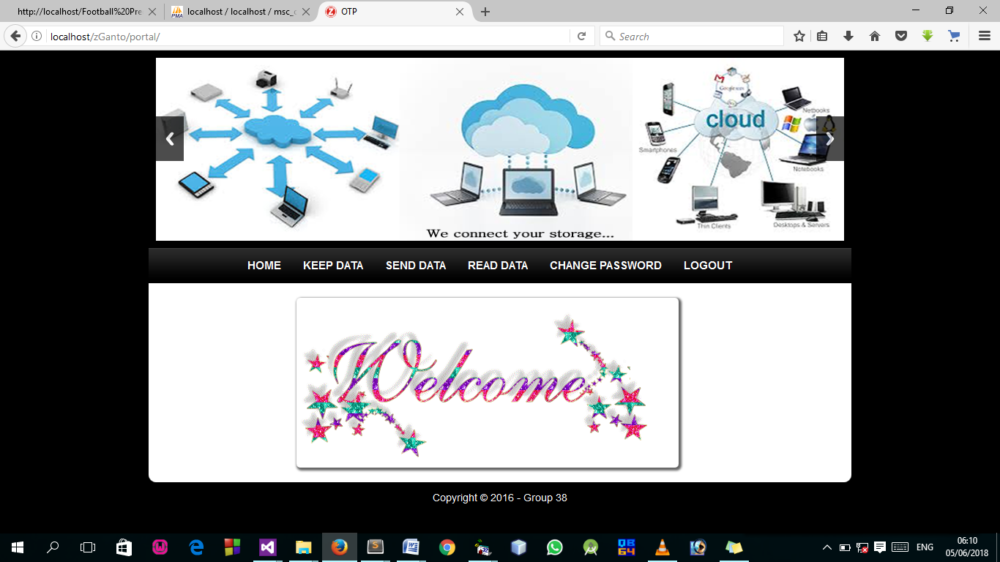 http://localhost/Football%20Pre
localhost / localhost / msc_
OTP
localhost/zGanto/portal/
Search
cloud
Smartphones
Netbooks
Notebooks
Thin Clients
Desktops & Servers
We connect your storage...
HOME KEEP DATA SEND DATA READ DATA CHANGE PASSWORD LOGOUT
Welcome
Copyright © 2016 - Group 38
ENG
06:10
05/06/2018